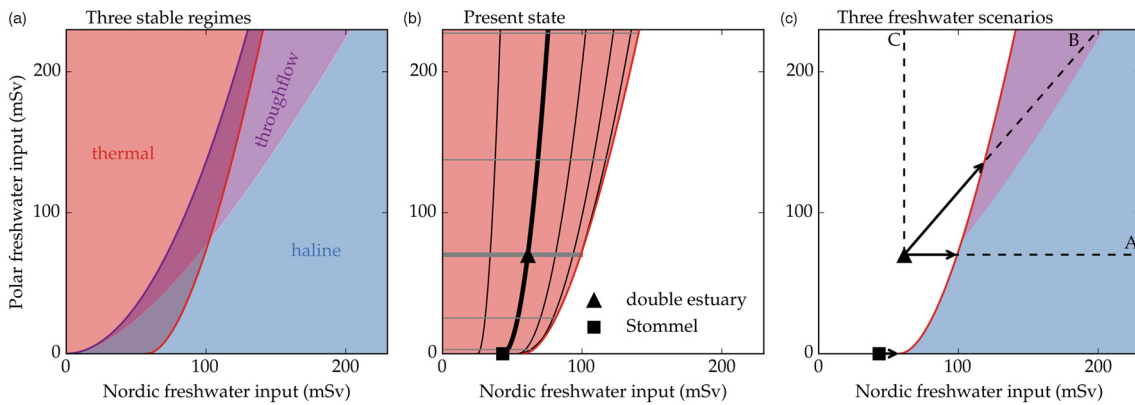 (a) Three stable regimes
Polar freshwater input (mSv)
200
100
0
thermal
throughflow
haline
0 100 200
Nordic freshwater input (mSv)
(b) Present state
200
100
0
double estuary
Stommel
0 100 200
Nordic freshwater input (mSv)
(c) Three freshwater scenarios
200
100
0
C
B
A
0 100 200
Nordic freshwater input (mSv)